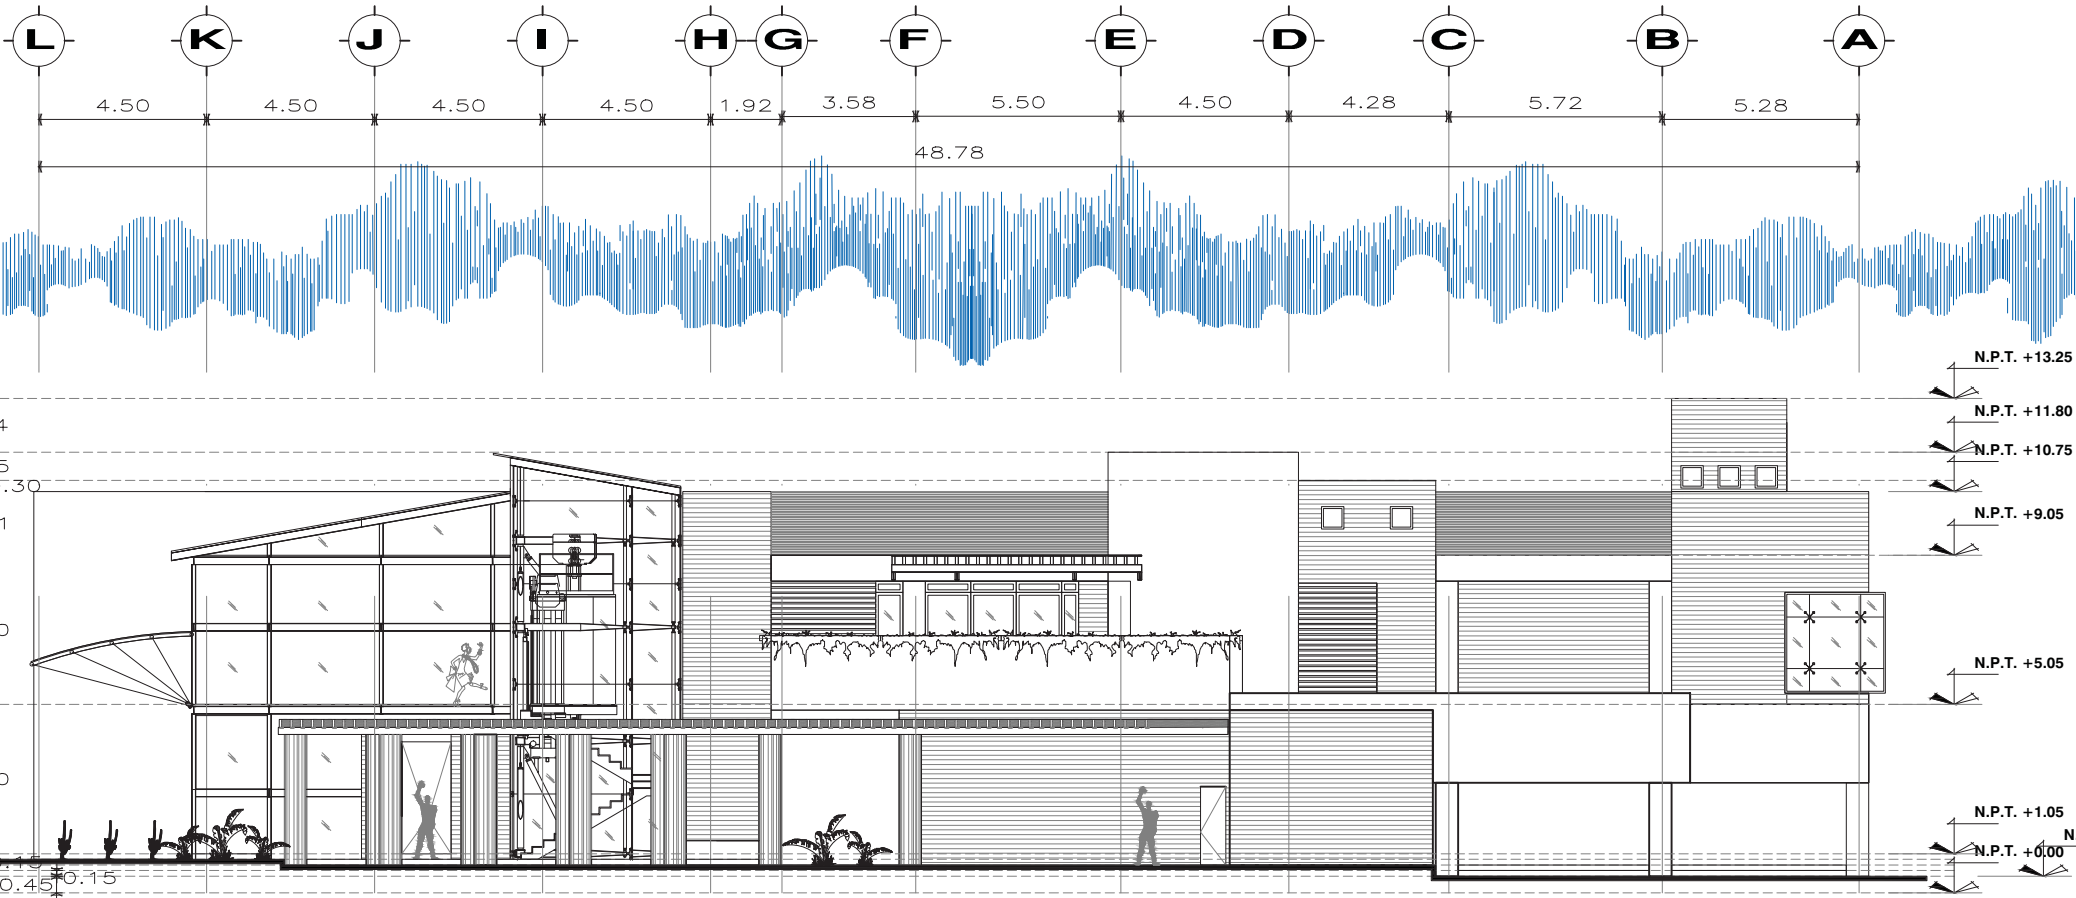 L K J I H G F E D C B A
4.50 4.50 4.50 4.50 1.92 3.58 5.50 4.50 4.28 5.72 5.28
48.78
N.P.T. +13.25
N.P.T. +11.80
N.P.T. +10.75
.30
N.P.T. +9.05
N.P.T. +5.05
N.P.T. +1.05
N
N.P.T. +0.00
0.45
0.15